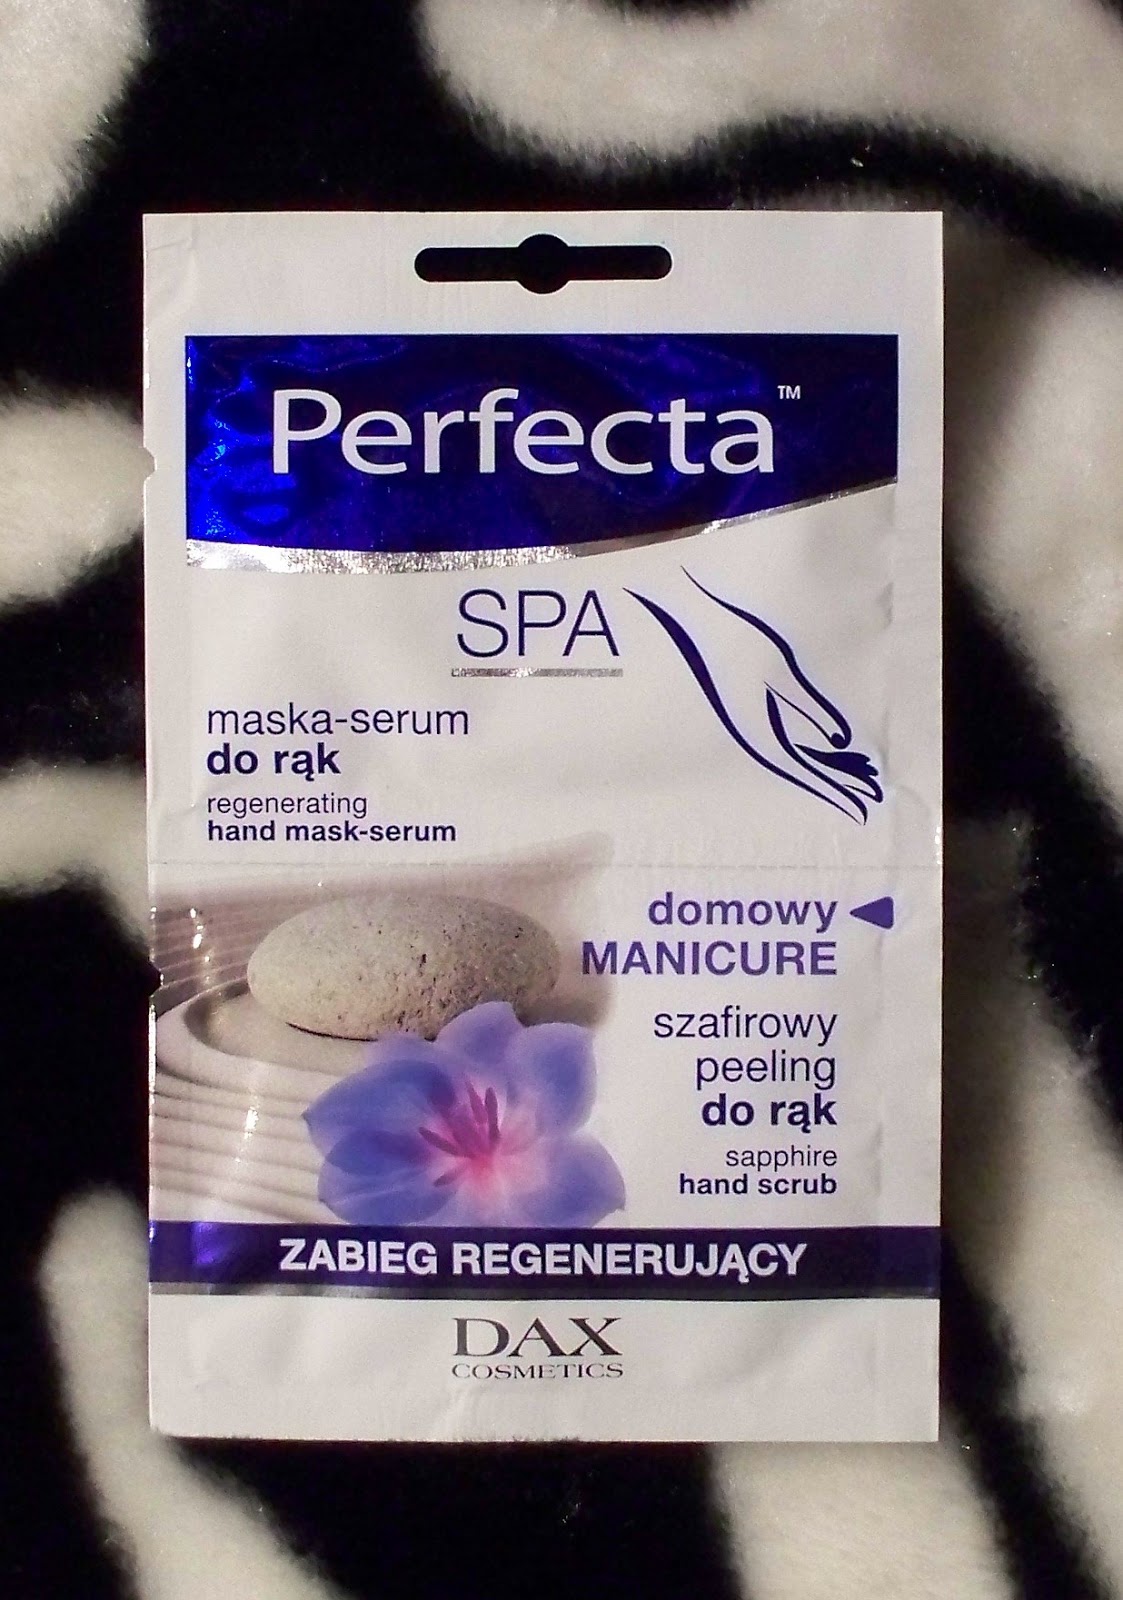 Perfecta™
SPA
maska-serum
do rąk
regenerating
hand mask-serum
domowy
MANICURE
szafirowy
peeling
do rąk
sapphire
hand scrub
ZABIEG REGENERUJĄCY
DAX
COSMETICS